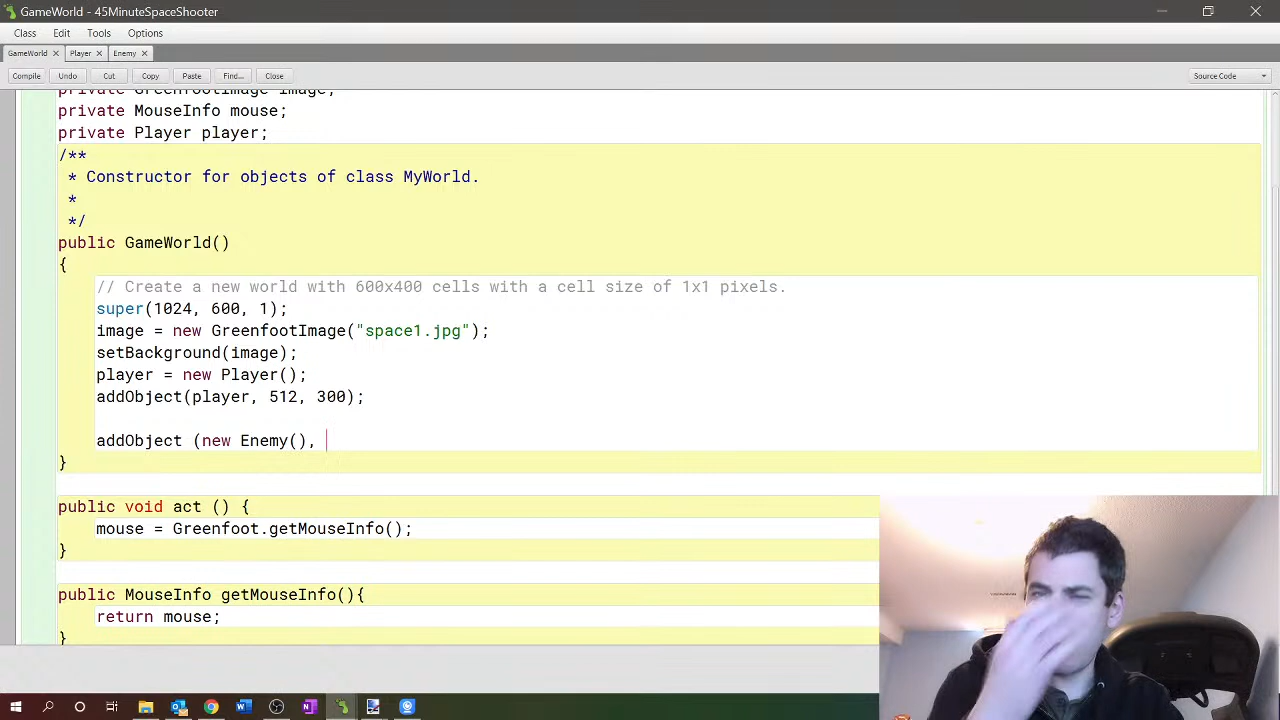 GameWorld - 45MinuteSpaceShooter
Class Edit Tools Options
GameWorld Player Enemy
Compile Undo Cut Copy Paste Find... Close Source Code
private GreenfootImage image;
private MouseInfo mouse;
private Player player;
/**
* Constructor for objects of class MyWorld.
*
*/
public GameWorld()
{
// Create a new world with 600x400 cells with a cell size of 1x1 pixels.
super(1024, 600, 1);
image = new GreenfootImage("space1.jpg");
setBackground(image);
player = new Player();
addObject(player, 512, 300);
addObject (new Enemy(),
}
public void act () {
mouse = Greenfoot.getMouseInfo();
}
public MouseInfo getMouseInfo(){
return mouse;
}